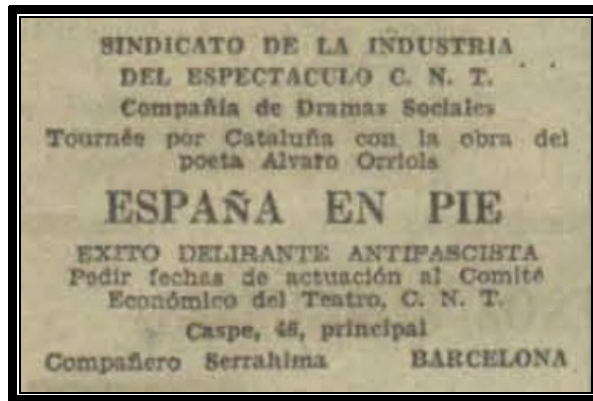 SINDICATO DE LA INDUSTRIA
DEL ESPECTACULO C. N. T.
Compañia de Dramas Sociales
Tournée por Cataluña con la obra del
poeta Alvaro Orriols
ESPAÑA EN PIE
EXITO DELIRANTE ANTIFASCISTA
Pedir fechas de actuación al Comité
Económico del Teatro, C. N. T.
Caspe, 46, principal
Compañero Serrahima BARCELONA